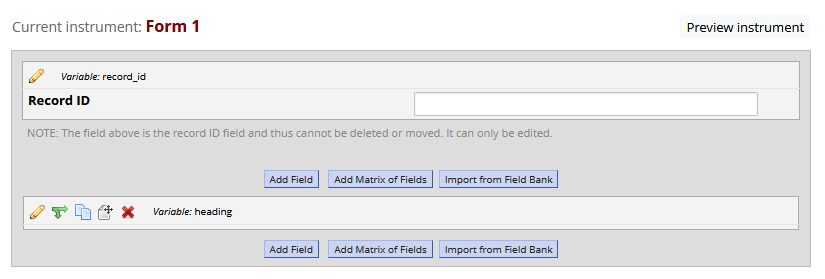 Current instrument: Form 1
Preview instrument
Variable: record_id
Record ID
NOTE: The field above is the record ID field and thus cannot be deleted or moved. It can only be edited.
Add Field Add Matrix of Fields Import from Field Bank
Variable: heading
Add Field Add Matrix of Fields Import from Field Bank